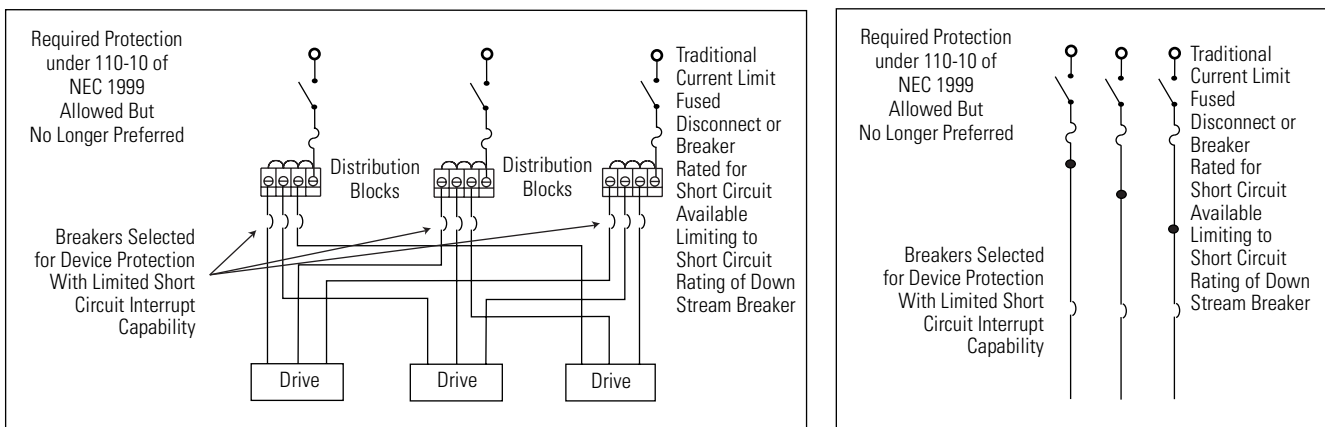 Required Protection
under 110-10 of
NEC 1999
Allowed But
No Longer Preferred
Distribution
Blocks
Distribution
Blocks
Traditional
Current Limit
Fused
Disconnect or
Breaker
Rated for
Short Circuit
Available
Limiting to
Short Circuit
Rating of Down
Stream Breaker
Breakers Selected
for Device Protection
With Limited Short
Circuit Interrupt
Capability
Drive
Drive
Drive
Required Protection
under 110-10 of
NEC 1999
Allowed But
No Longer Preferred
Traditional
Current Limit
Fused
Disconnect or
Breaker
Rated for
Short Circuit
Available
Limiting to
Short Circuit
Rating of Down
Stream Breaker
Breakers Selected
for Device Protection
With Limited Short
Circuit Interrupt
Capability